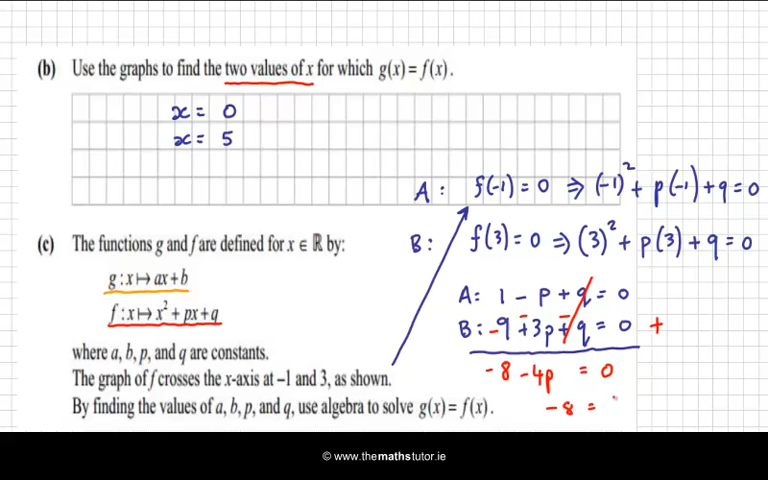 (b) Use the graphs to find the two values of x for which g(x) = f(x).
x = 0
x = 5
A: f(-1) = 0 ⇒ (-1)² + p(-1) + q = 0
B: f(3) = 0 ⇒ (3)² + p(3) + q = 0
(c) The functions g and f are defined for x ∈ ℝ by:
g : x ↦ ax + b
f : x ↦ x² + px + q
A: 1 - p + q = 0
B: -9 ∓ 3p ∓ q = 0 +
where a, b, p, and q are constants.
-8 - 4p = 0
The graph of f crosses the x-axis at –1 and 3, as shown.
-8 =
By finding the values of a, b, p, and q, use algebra to solve g(x) = f(x).
© www.themathstutor.ie